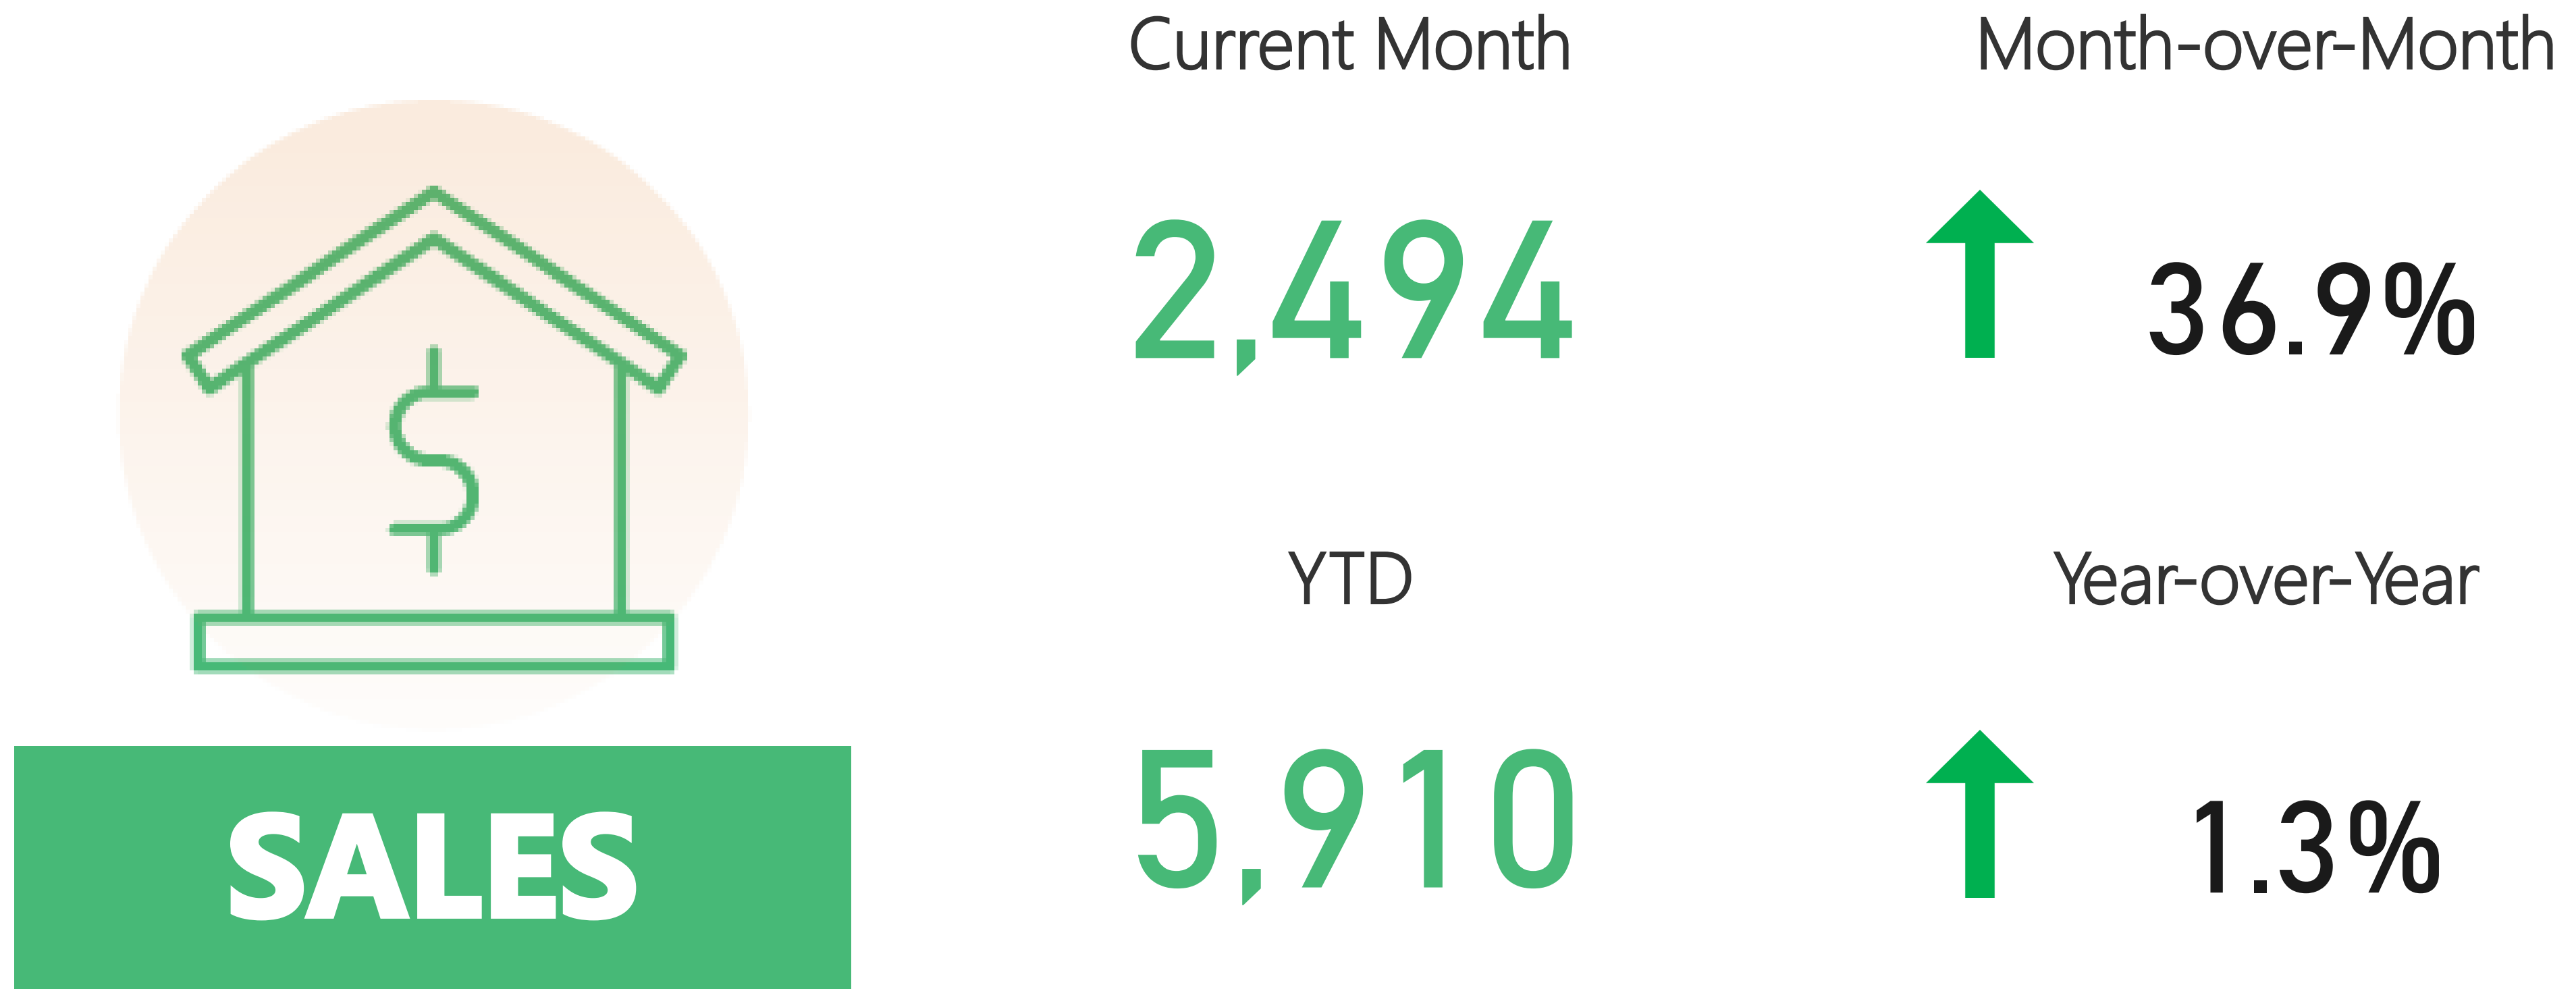 Current Month
Month-over-Month
2,494
36.9%
YTD
Year-over-Year
5,910
1.3%
$
SALES